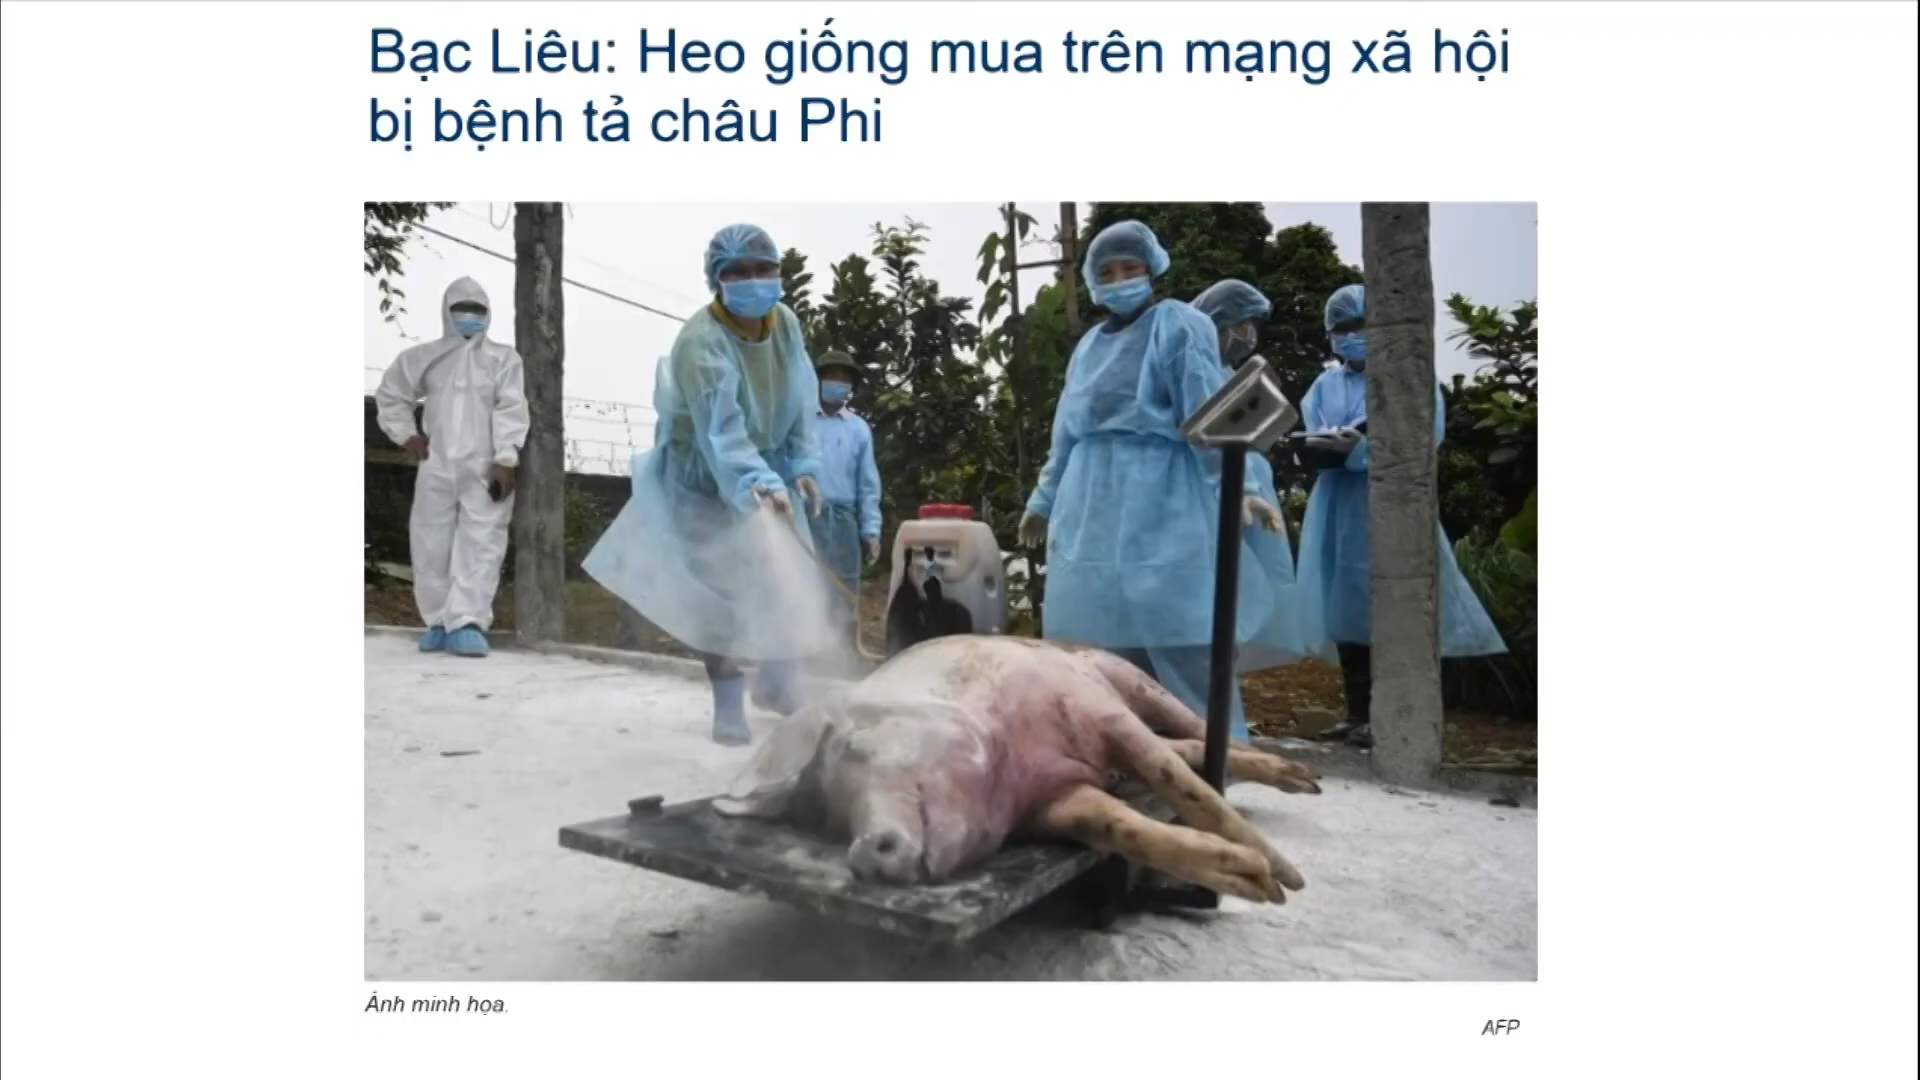 Bạc Liêu: Heo giống mua trên mạng xã hội
bị bệnh tả châu Phi
Ảnh minh họa.
AFP